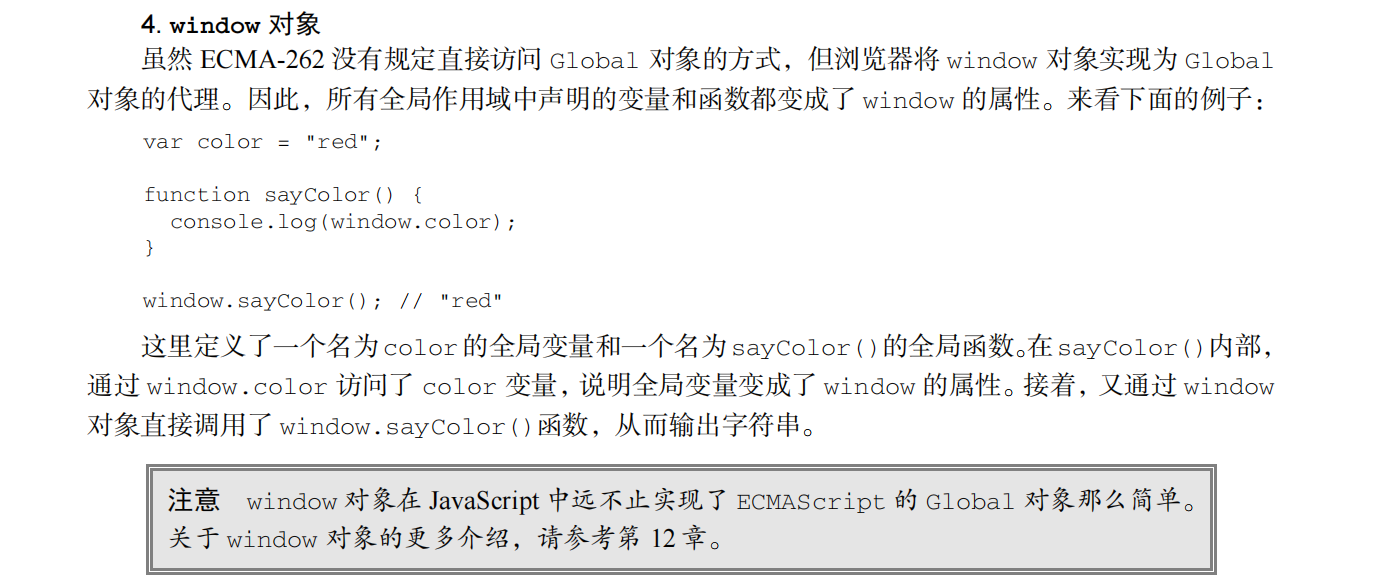 4. window 对象
虽然 ECMA-262 没有规定直接访问 Global 对象的方式，但浏览器将 window 对象实现为 Global
对象的代理。因此，所有全局作用域中声明的变量和函数都变成了 window 的属性。来看下面的例子：
var color = "red";
function sayColor() {
  console.log(window.color);
}
window.sayColor(); // "red"
这里定义了一个名为 color 的全局变量和一个名为 sayColor()的全局函数。在 sayColor()内部，
通过 window.color 访问了 color 变量，说明全局变量变成了 window 的属性。接着，又通过 window
对象直接调用了 window.sayColor()函数，从而输出字符串。
注意 window 对象在 JavaScript 中远不止实现了 ECMAScript 的 Global 对象那么简单。
关于 window 对象的更多介绍，请参考第 12 章。